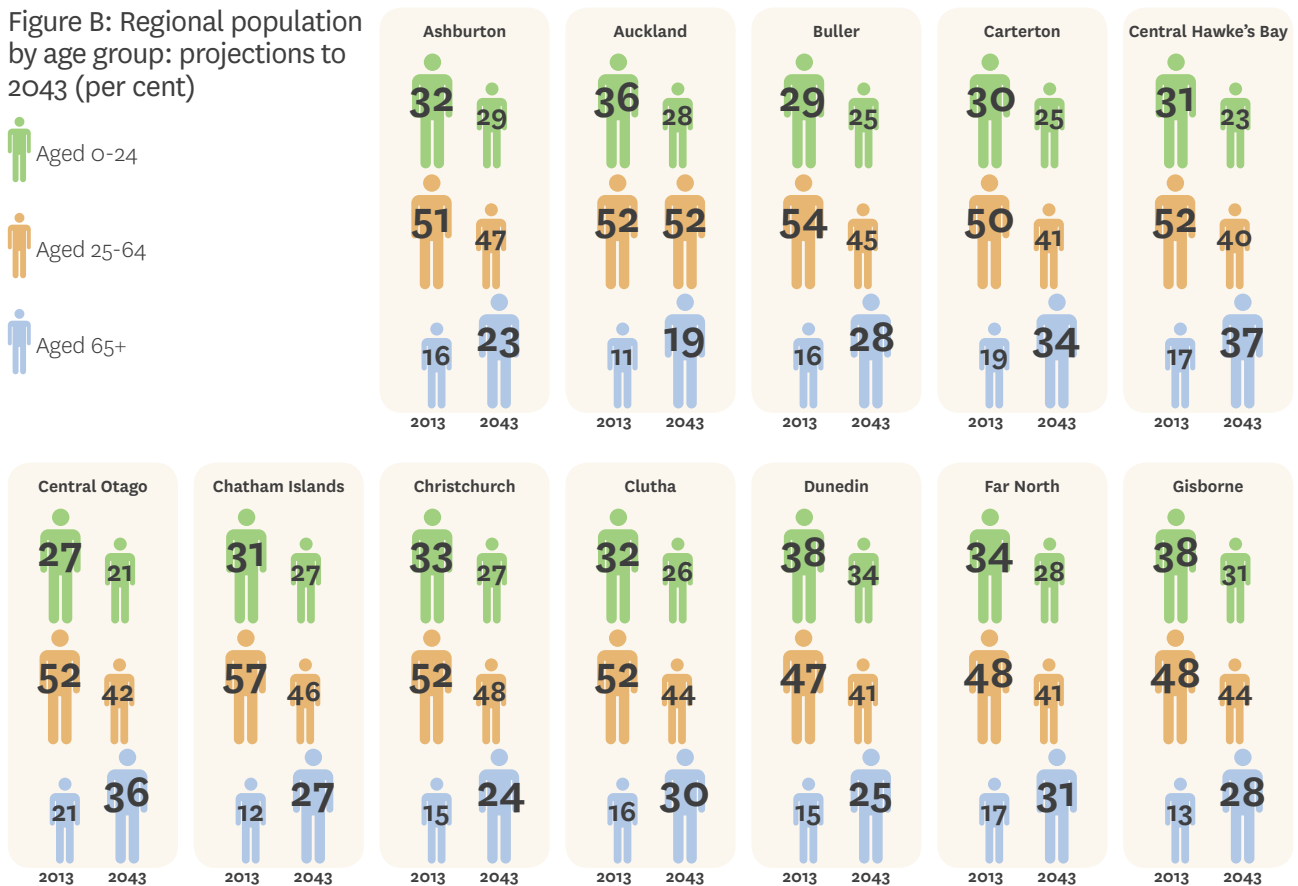 Figure B: Regional population
by age group: projections to
2043 (per cent)
Aged 0-24
Aged 25-64
Aged 65+
Ashburton
32 29
51 47
16 23
2013 2043
Auckland
36 28
52 52
11 19
2013 2043
Buller
29 25
54 45
16 28
2013 2043
Carterton
30 25
50 41
19 34
2013 2043
Central Hawke's Bay
31 23
52 40
17 37
2013 2043
Central Otago
27 21
52 42
21 36
2013 2043
Chatham Islands
31 27
57 46
12 27
2013 2043
Christchurch
33 27
52 48
15 24
2013 2043
Clutha
32 26
52 44
16 30
2013 2043
Dunedin
38 34
47 41
15 25
2013 2043
Far North
34 28
48 41
17 31
2013 2043
Gisborne
38 31
48 44
13 28
2013 2043